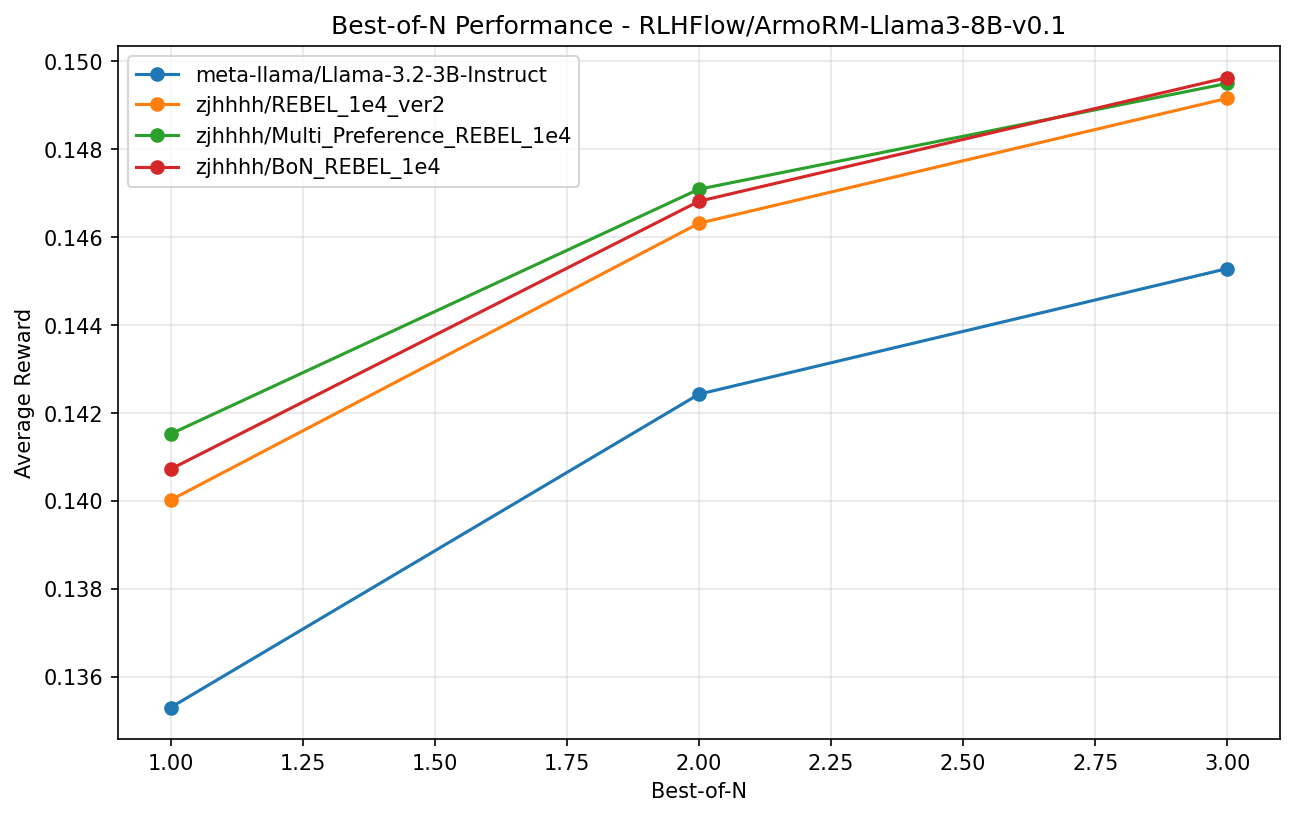 Best-of-N Performance - RLHFlow/ArmoRM-Llama3-8B-v0.1
meta-llama/Llama-3.2-3B-Instruct
zjhhhh/REBEL_1e4_ver2
zjhhhh/Multi_Preference_REBEL_1e4
zjhhhh/BoN_REBEL_1e4
Average Reward
0.150
0.148
0.146
0.144
0.142
0.140
0.138
0.136
1.00 1.25 1.50 1.75 2.00 2.25 2.50 2.75 3.00
Best-of-N